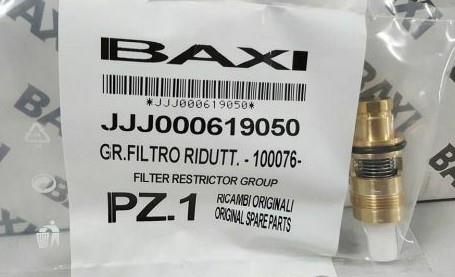 BAXI
*JJJ000619050*
JJJ000619050
GR.FILTRO RIDUTT. - 100076-
FILTER RESTRICTOR GROUP
PZ.1
RICAMBI ORIGINALI
ORIGINAL SPARE PARTS